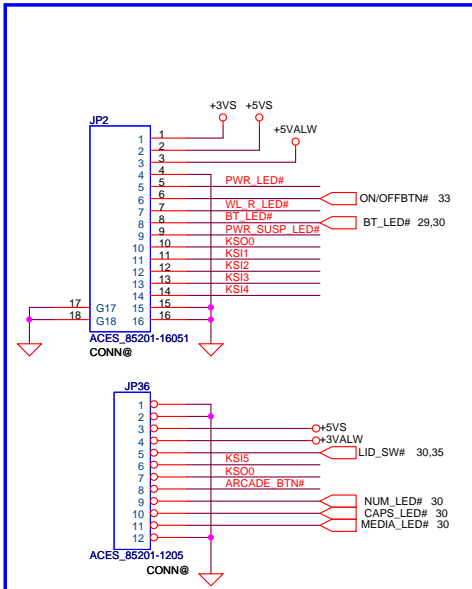 +3VS +5VS
+5VALW
JP2
1 1
2 2
3 3
4 4
5 5 PWR_LED#
6 6 ON/OFFBTN# 33
7 7 WL_R_LED#
8 8 BT_LED# BT_LED# 29,30
9 9 PWR_SUSP_LED#
10 10 KSO0
11 11 KSI1
12 12 KSI2
13 13 KSI3
14 14 KSI4
17 G17 15 15
18 G18 16 16
ACES_85201-16051
CONN@
JP36
1
2
3 +5VS
4 +3VALW
5 LID_SW# 30,35
6 KSI5
7 KSO0
8 ARCADE_BTN#
9 NUM_LED# 30
10 CAPS_LED# 30
11 MEDIA_LED# 30
12
ACES_85201-1205
CONN@